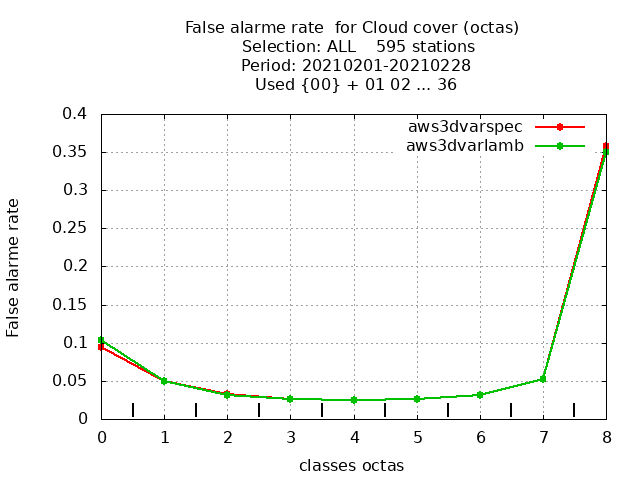 False alarme rate  for Cloud cover (octas)
Selection: ALL    595 stations
Period: 20210201-20210228
Used {00} + 01 02 ... 36
aws3dvarspec
aws3dvarlamb
0.4
0.35
0.3
0.25
0.2
0.15
0.1
0.05
0
False alarme rate
0 1 2 3 4 5 6 7 8
classes octas